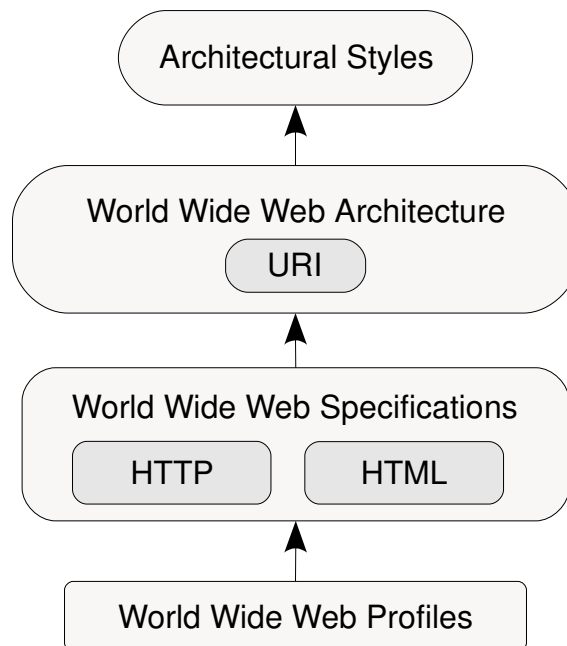 Architectural Styles
World Wide Web Architecture
URI
World Wide Web Specifications
HTTP HTML
World Wide Web Profiles